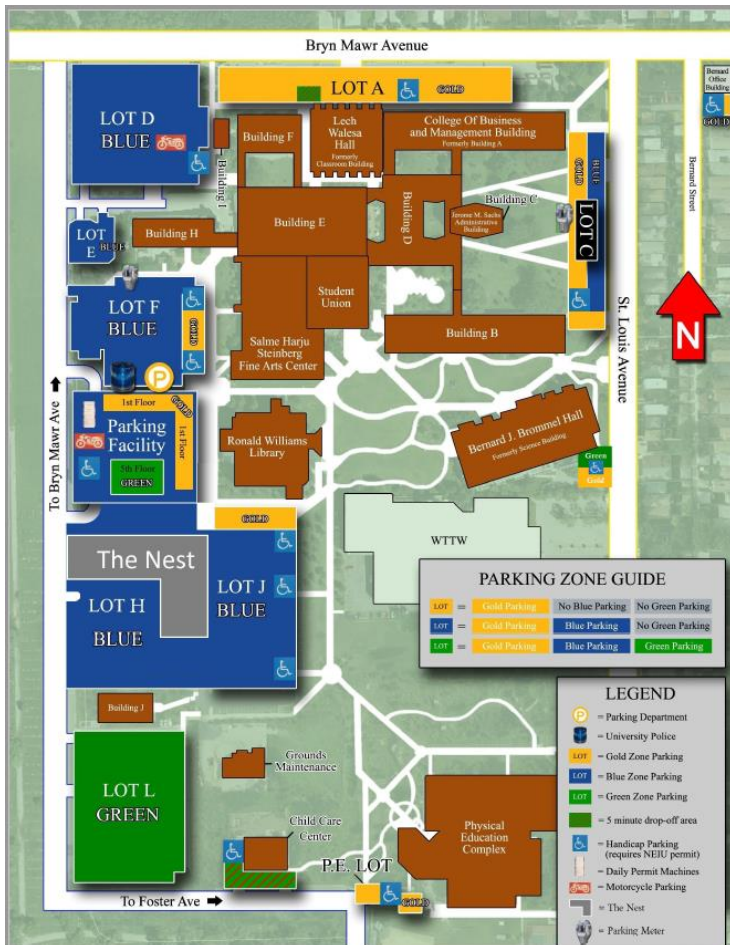 Bryn Mawr Avenue
LOT A
GOLD
LOT D
BLUE
Building I
Building F
Lech
Walesa
Hall
Formerly
Classroom Building
College Of Business
and Management Building
Formerly Building A
Bernard
Office
Building
GOLD
Bernard Street
BLUE
GOLD
LOT C
Building C
Jerome M. Sachs
Administrative
Building
Building D
Building E
Building H
LOT
E
BLUE
LOT F
BLUE
GOLD
Student
Union
Salme Harju
Steinberg
Fine Arts Center
Building B
St. Louis Avenue
N
To Bryn Mawr Ave
P
1st Floor
GOLD
1st Floor
Parking
Facility
5th Floor
GREEN
Ronald Williams
Library
Bernard J. Brommel Hall
Formerly Science Building
Green
Gold
WTTW
GOLD
The Nest
LOT J
BLUE
LOT H
BLUE
PARKING ZONE GUIDE
LOT = Gold Parking No Blue Parking No Green Parking
LOT = Gold Parking Blue Parking No Green Parking
LOT = Gold Parking Blue Parking Green Parking
Building J
LOT L
GREEN
Grounds
Maintenance
Child Care
Center
Physical
Education
Complex
P.E. LOT
GOLD
To Foster Ave
LEGEND
P = Parking Department
= University Police
LOT = Gold Zone Parking
LOT = Blue Zone Parking
LOT = Green Zone Parking
= 5 minute drop-off area
= Handicap Parking
(requires NEIU permit)
= Daily Permit Machines
= Motorcycle Parking
= The Nest
= Parking Meter